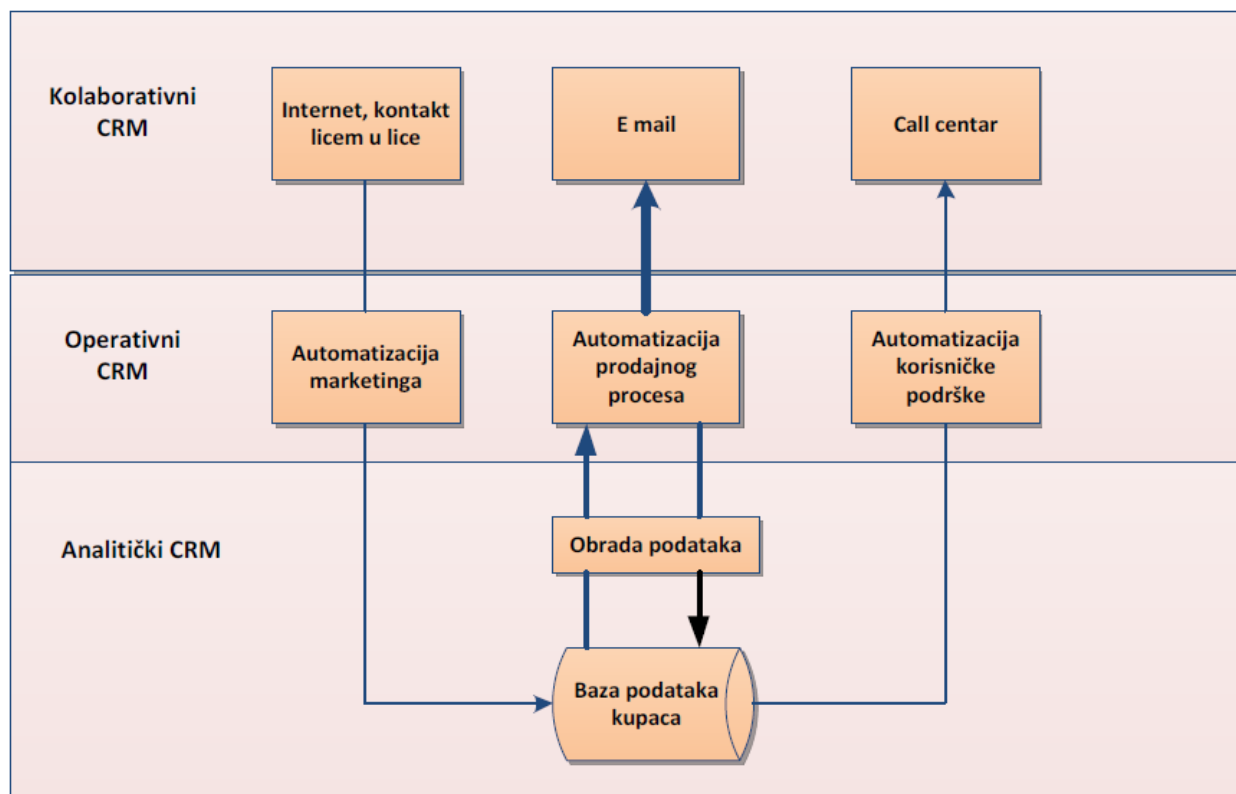 Kolaborativni
CRM
Internet, kontakt
licem u lice
E mail
Call centar
Operativni
CRM
Automatizacija
marketinga
Automatizacija
prodajnog
procesa
Automatizacija
korisničke
podrške
Analitički CRM
Obrada podataka
Baza podataka
kupaca